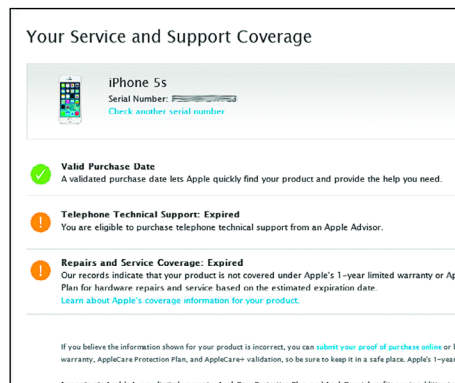 Your Service and Support Coverage
iPhone 5s
Serial Number:
Check another serial number
Valid Purchase Date
A validated purchase date lets Apple quickly find your product and provide the help you need.
Telephone Technical Support: Expired
You are eligible to purchase telephone technical support from an Apple Advisor.
Repairs and Service Coverage: Expired
Our records indicate that your product is not covered under Apple's 1-year limited warranty or Ap
Plan for hardware repairs and service based on the estimated expiration date.
Learn about Apple's coverage information for your product.
If you believe the information shown for your product is incorrect, you can submit your proof of purchase online or
warranty, AppleCare Protection Plan, and AppleCare+ validation, so be sure to keep it in a safe place. Apple's 1-year